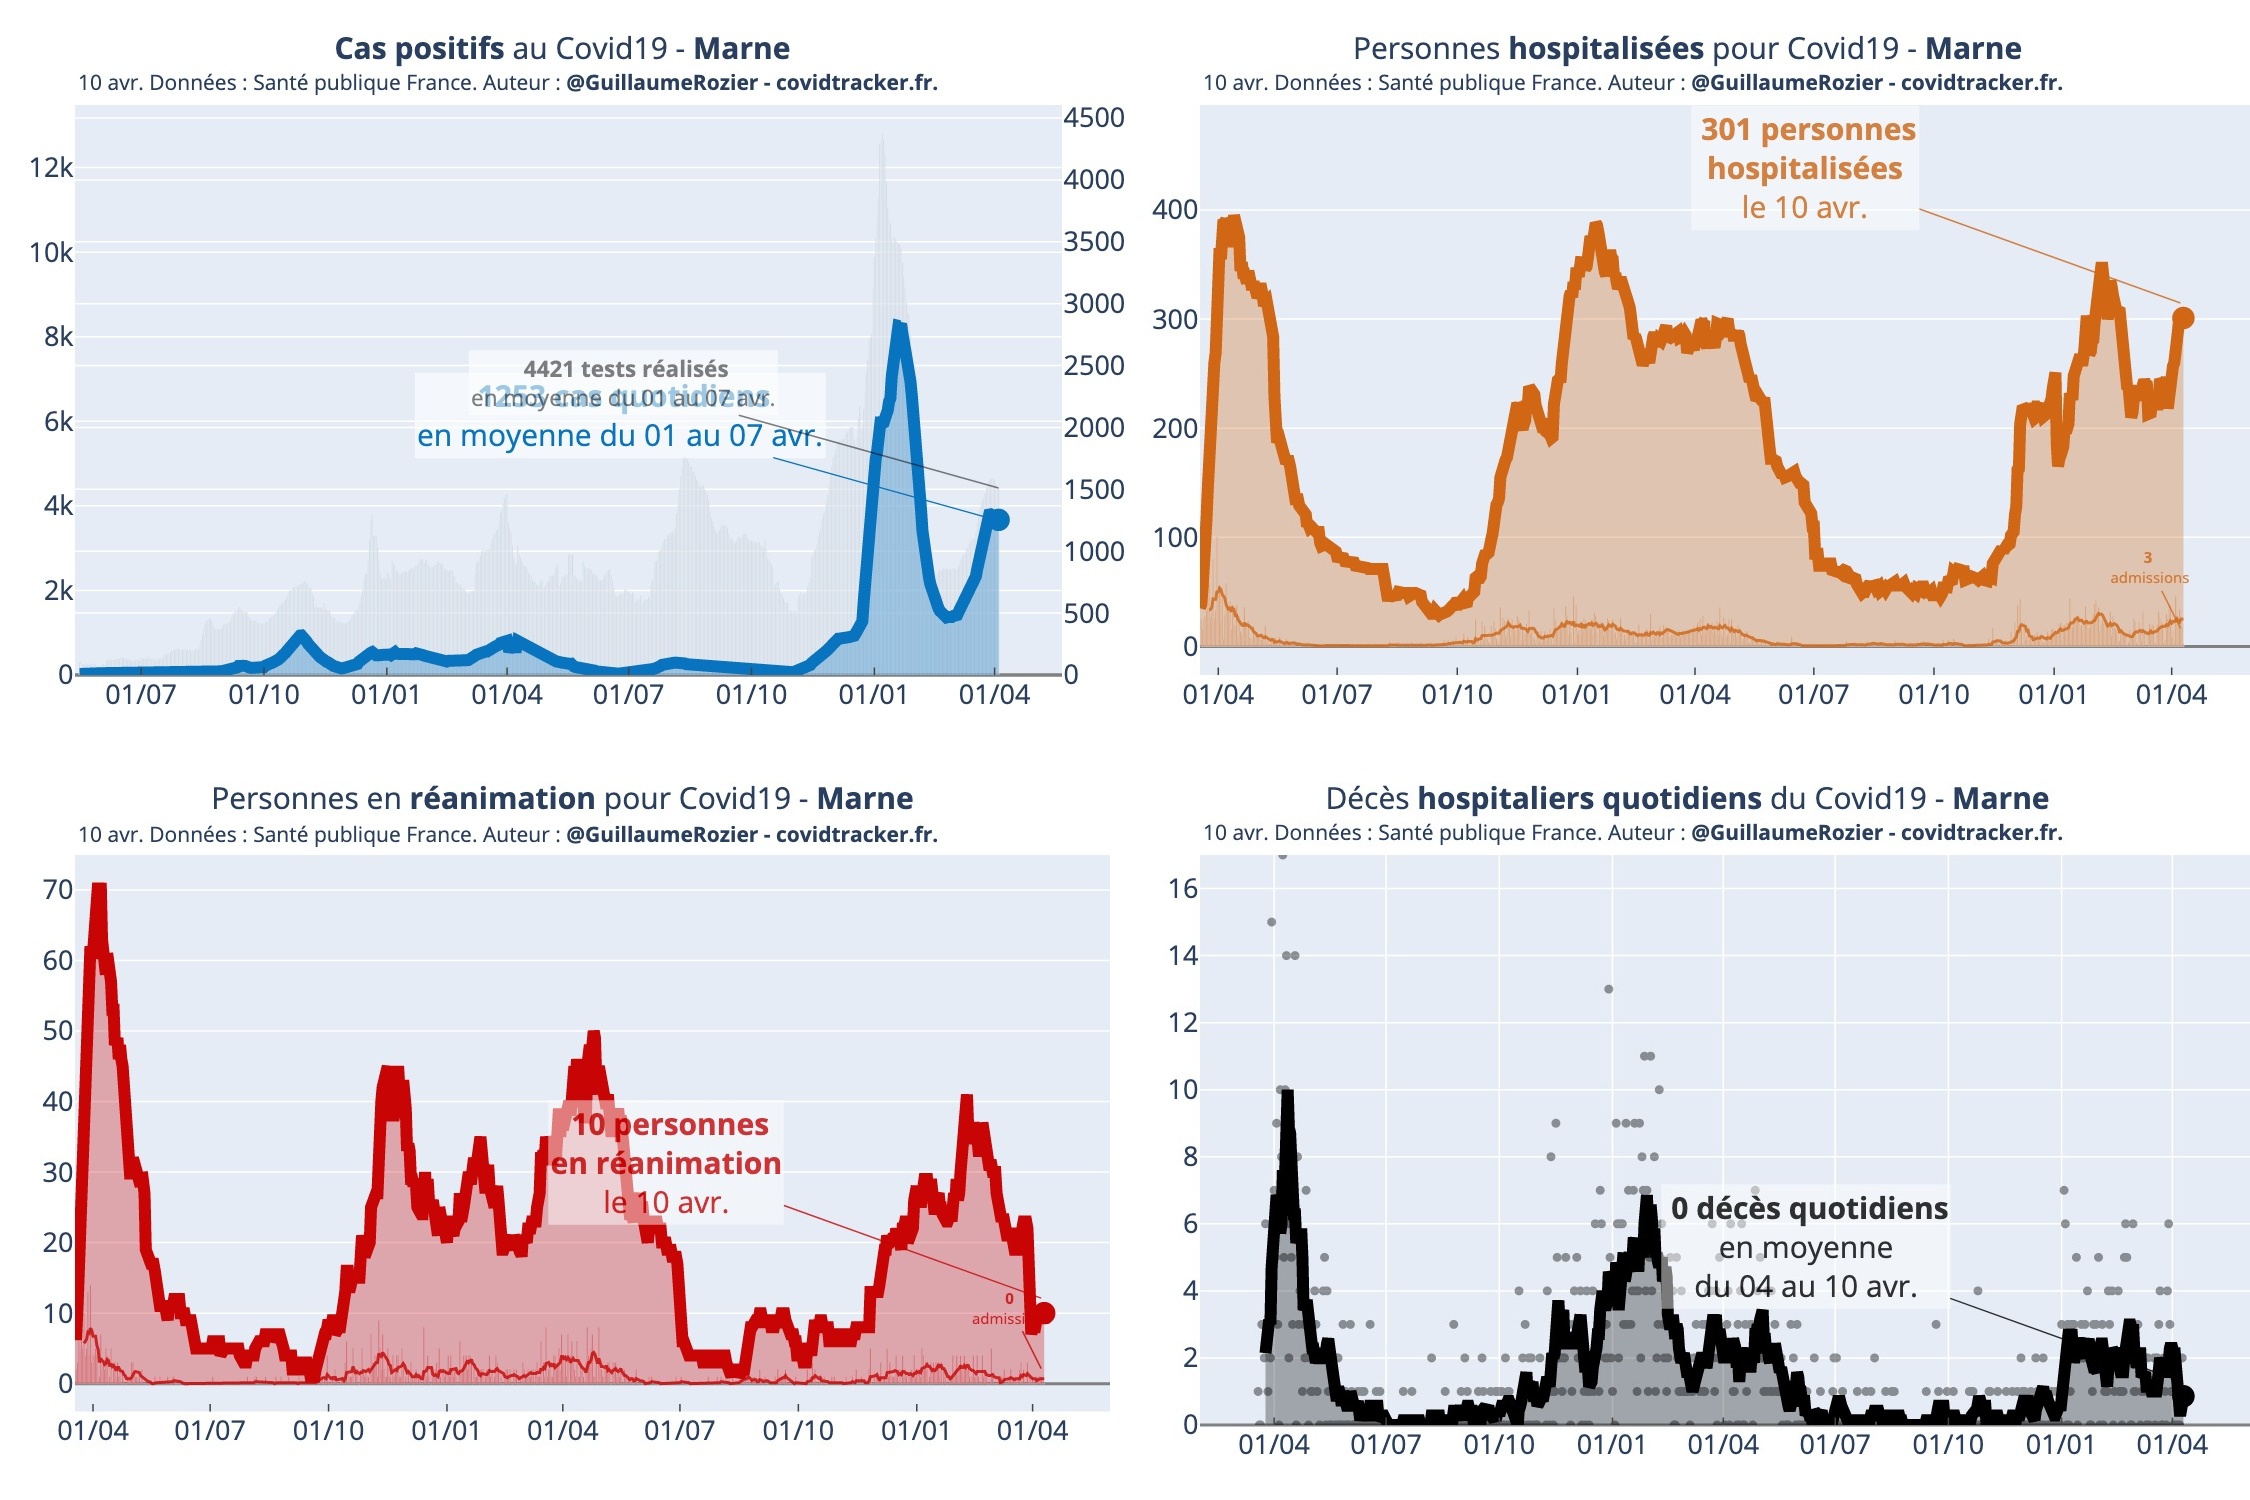 Cas positifs au Covid19 - Marne
10 avr. Données : Santé publique France. Auteur : @GuillaumeRozier - covidtracker.fr.
4500
12k
4000
10k
3500
3000
8k
2500
4421 tests réalisés
en moyenne du 01 au 07 avr.
1253 cas quotidiens
en moyenne du 01 au 07 avr.
6k
2000
4k
1500
1000
2k
500
0
0
01/07 01/10 01/01 01/04 01/07 01/10 01/01 01/04
Personnes hospitalisées pour Covid19 - Marne
10 avr. Données : Santé publique France. Auteur : @GuillaumeRozier - covidtracker.fr.
301 personnes
hospitalisées
le 10 avr.
400
300
200
100
3
admissions
0
01/04 01/07 01/10 01/01 01/04 01/07 01/10 01/01 01/04
Personnes en réanimation pour Covid19 - Marne
10 avr. Données : Santé publique France. Auteur : @GuillaumeRozier - covidtracker.fr.
70
60
50
40
10 personnes
en réanimation
le 10 avr.
30
20
10
0
admissi
0
01/04 01/07 01/10 01/01 01/04 01/07 01/10 01/01 01/04
Décès hospitaliers quotidiens du Covid19 - Marne
10 avr. Données : Santé publique France. Auteur : @GuillaumeRozier - covidtracker.fr.
16
14
12
10
8
0 décès quotidiens
en moyenne
du 04 au 10 avr.
6
4
2
0
01/04 01/07 01/10 01/01 01/04 01/07 01/10 01/01 01/04